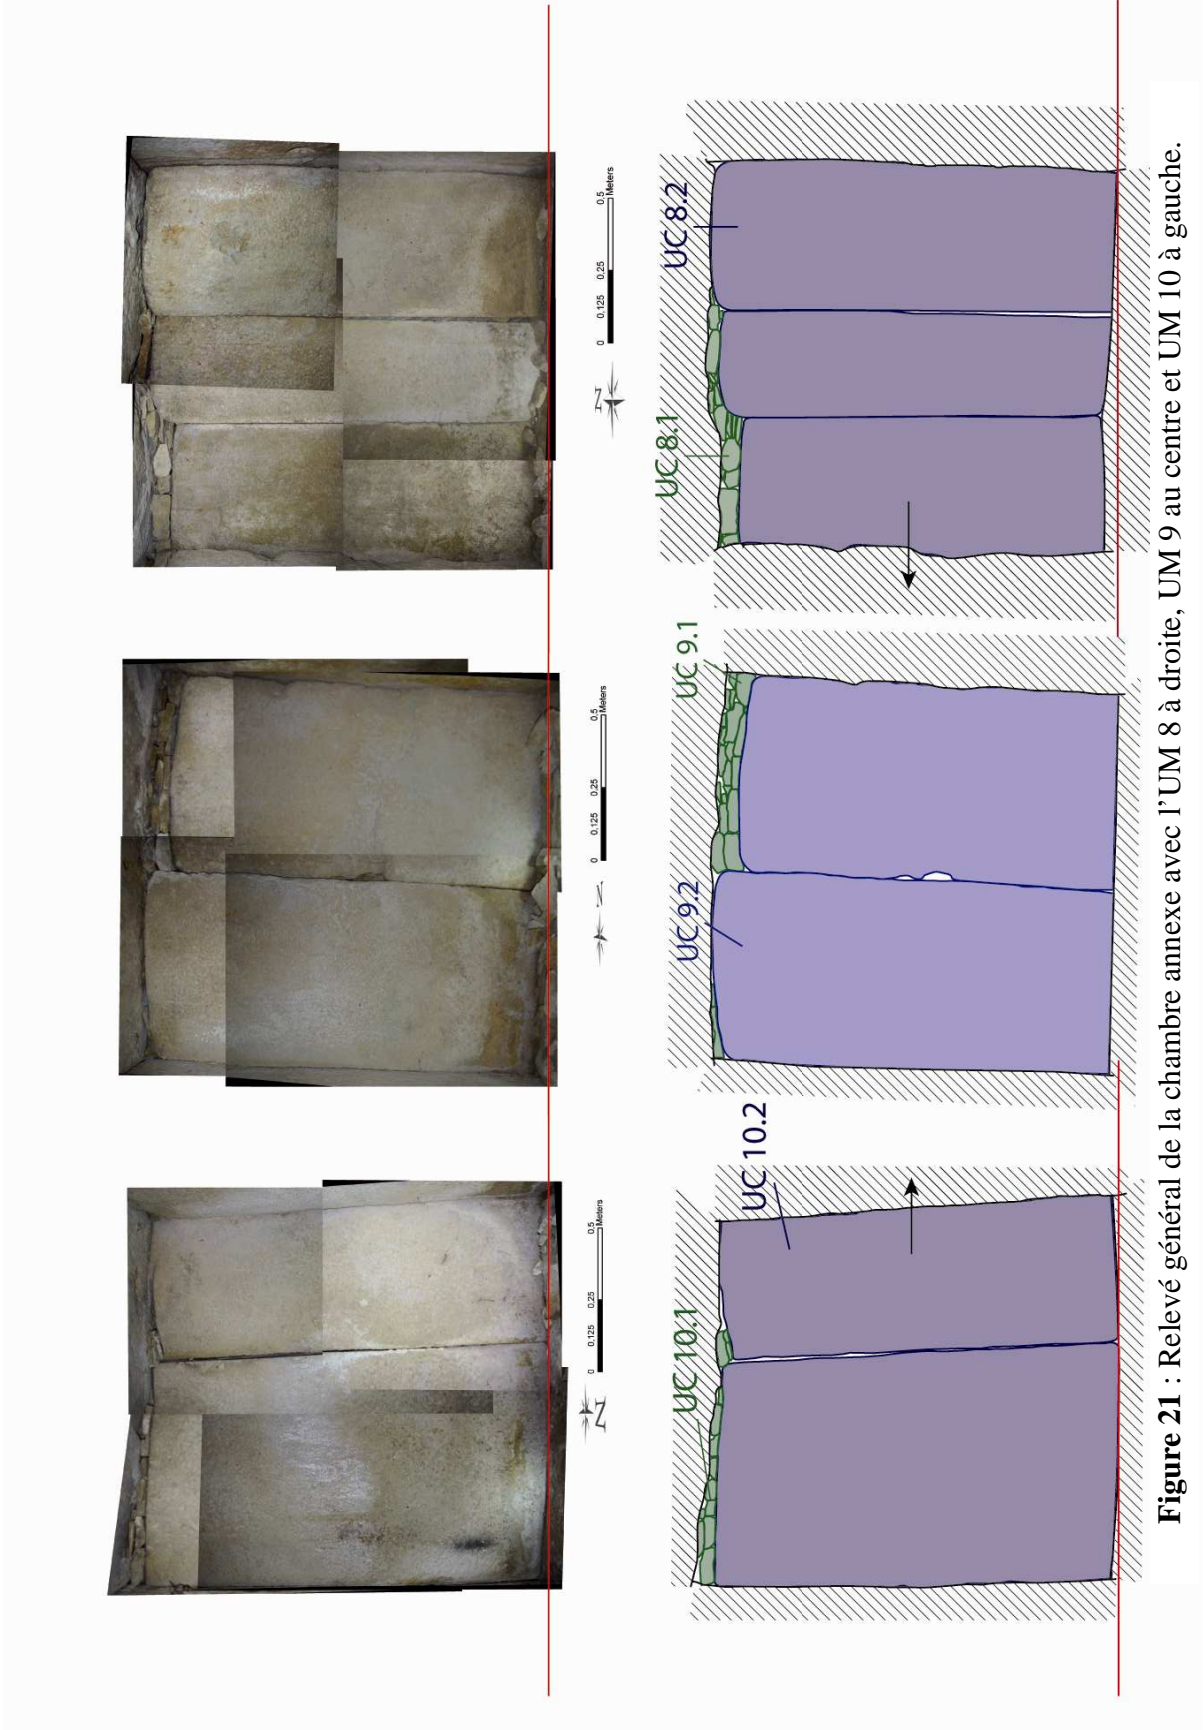 N
0 0,125 0,25 0,5
Meters
N
0 0,125 0,25 0,5
Meters
N
0 0,125 0,25 0,5
Meters
UC 10.1
UC 10.2
UC 9.2
UC 9.1
UC 8.1
UC 8.2
Figure 21 : Relevé général de la chambre annexe avec l’UM 8 à droite, UM 9 au centre et UM 10 à gauche.